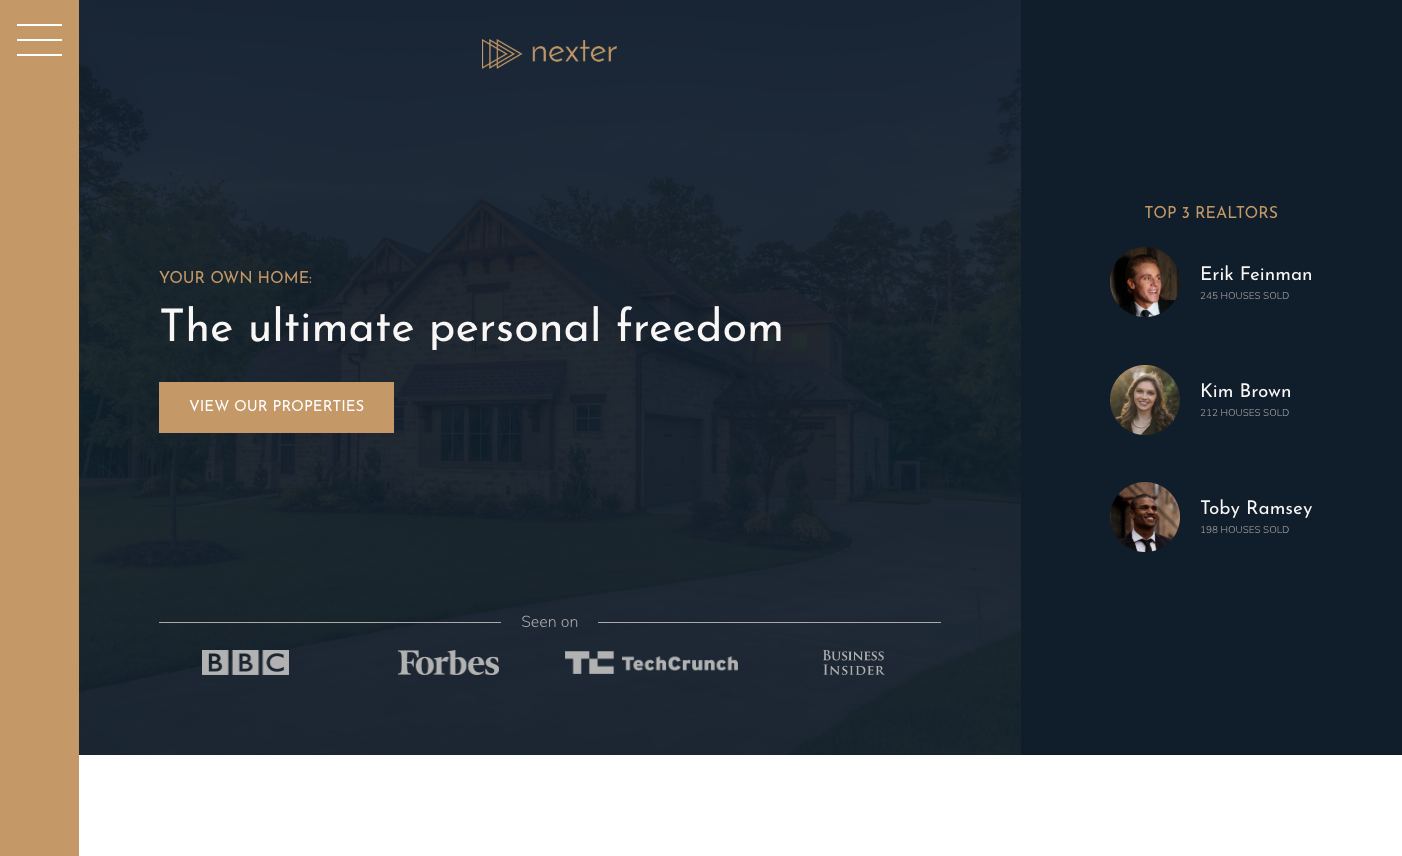 nexter
YOUR OWN HOME:
The ultimate personal freedom
VIEW OUR PROPERTIES
Seen on
BBC
Forbes
TC TechCrunch
BUSINESS
INSIDER
TOP 3 REALTORS
Erik Feinman
245 HOUSES SOLD
Kim Brown
212 HOUSES SOLD
Toby Ramsey
198 HOUSES SOLD